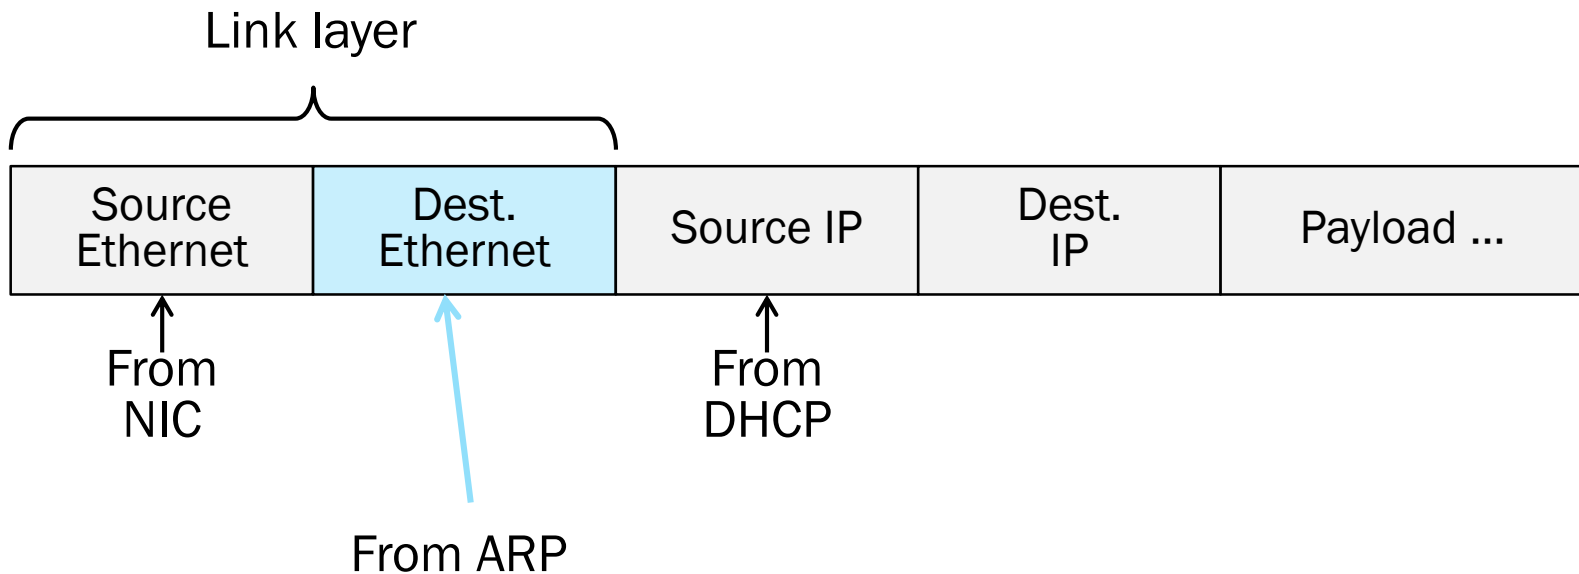 Link layer
Source
Ethernet
Dest.
Ethernet
Source IP
Dest.
IP
Payload ...
From
NIC
From
DHCP
From ARP